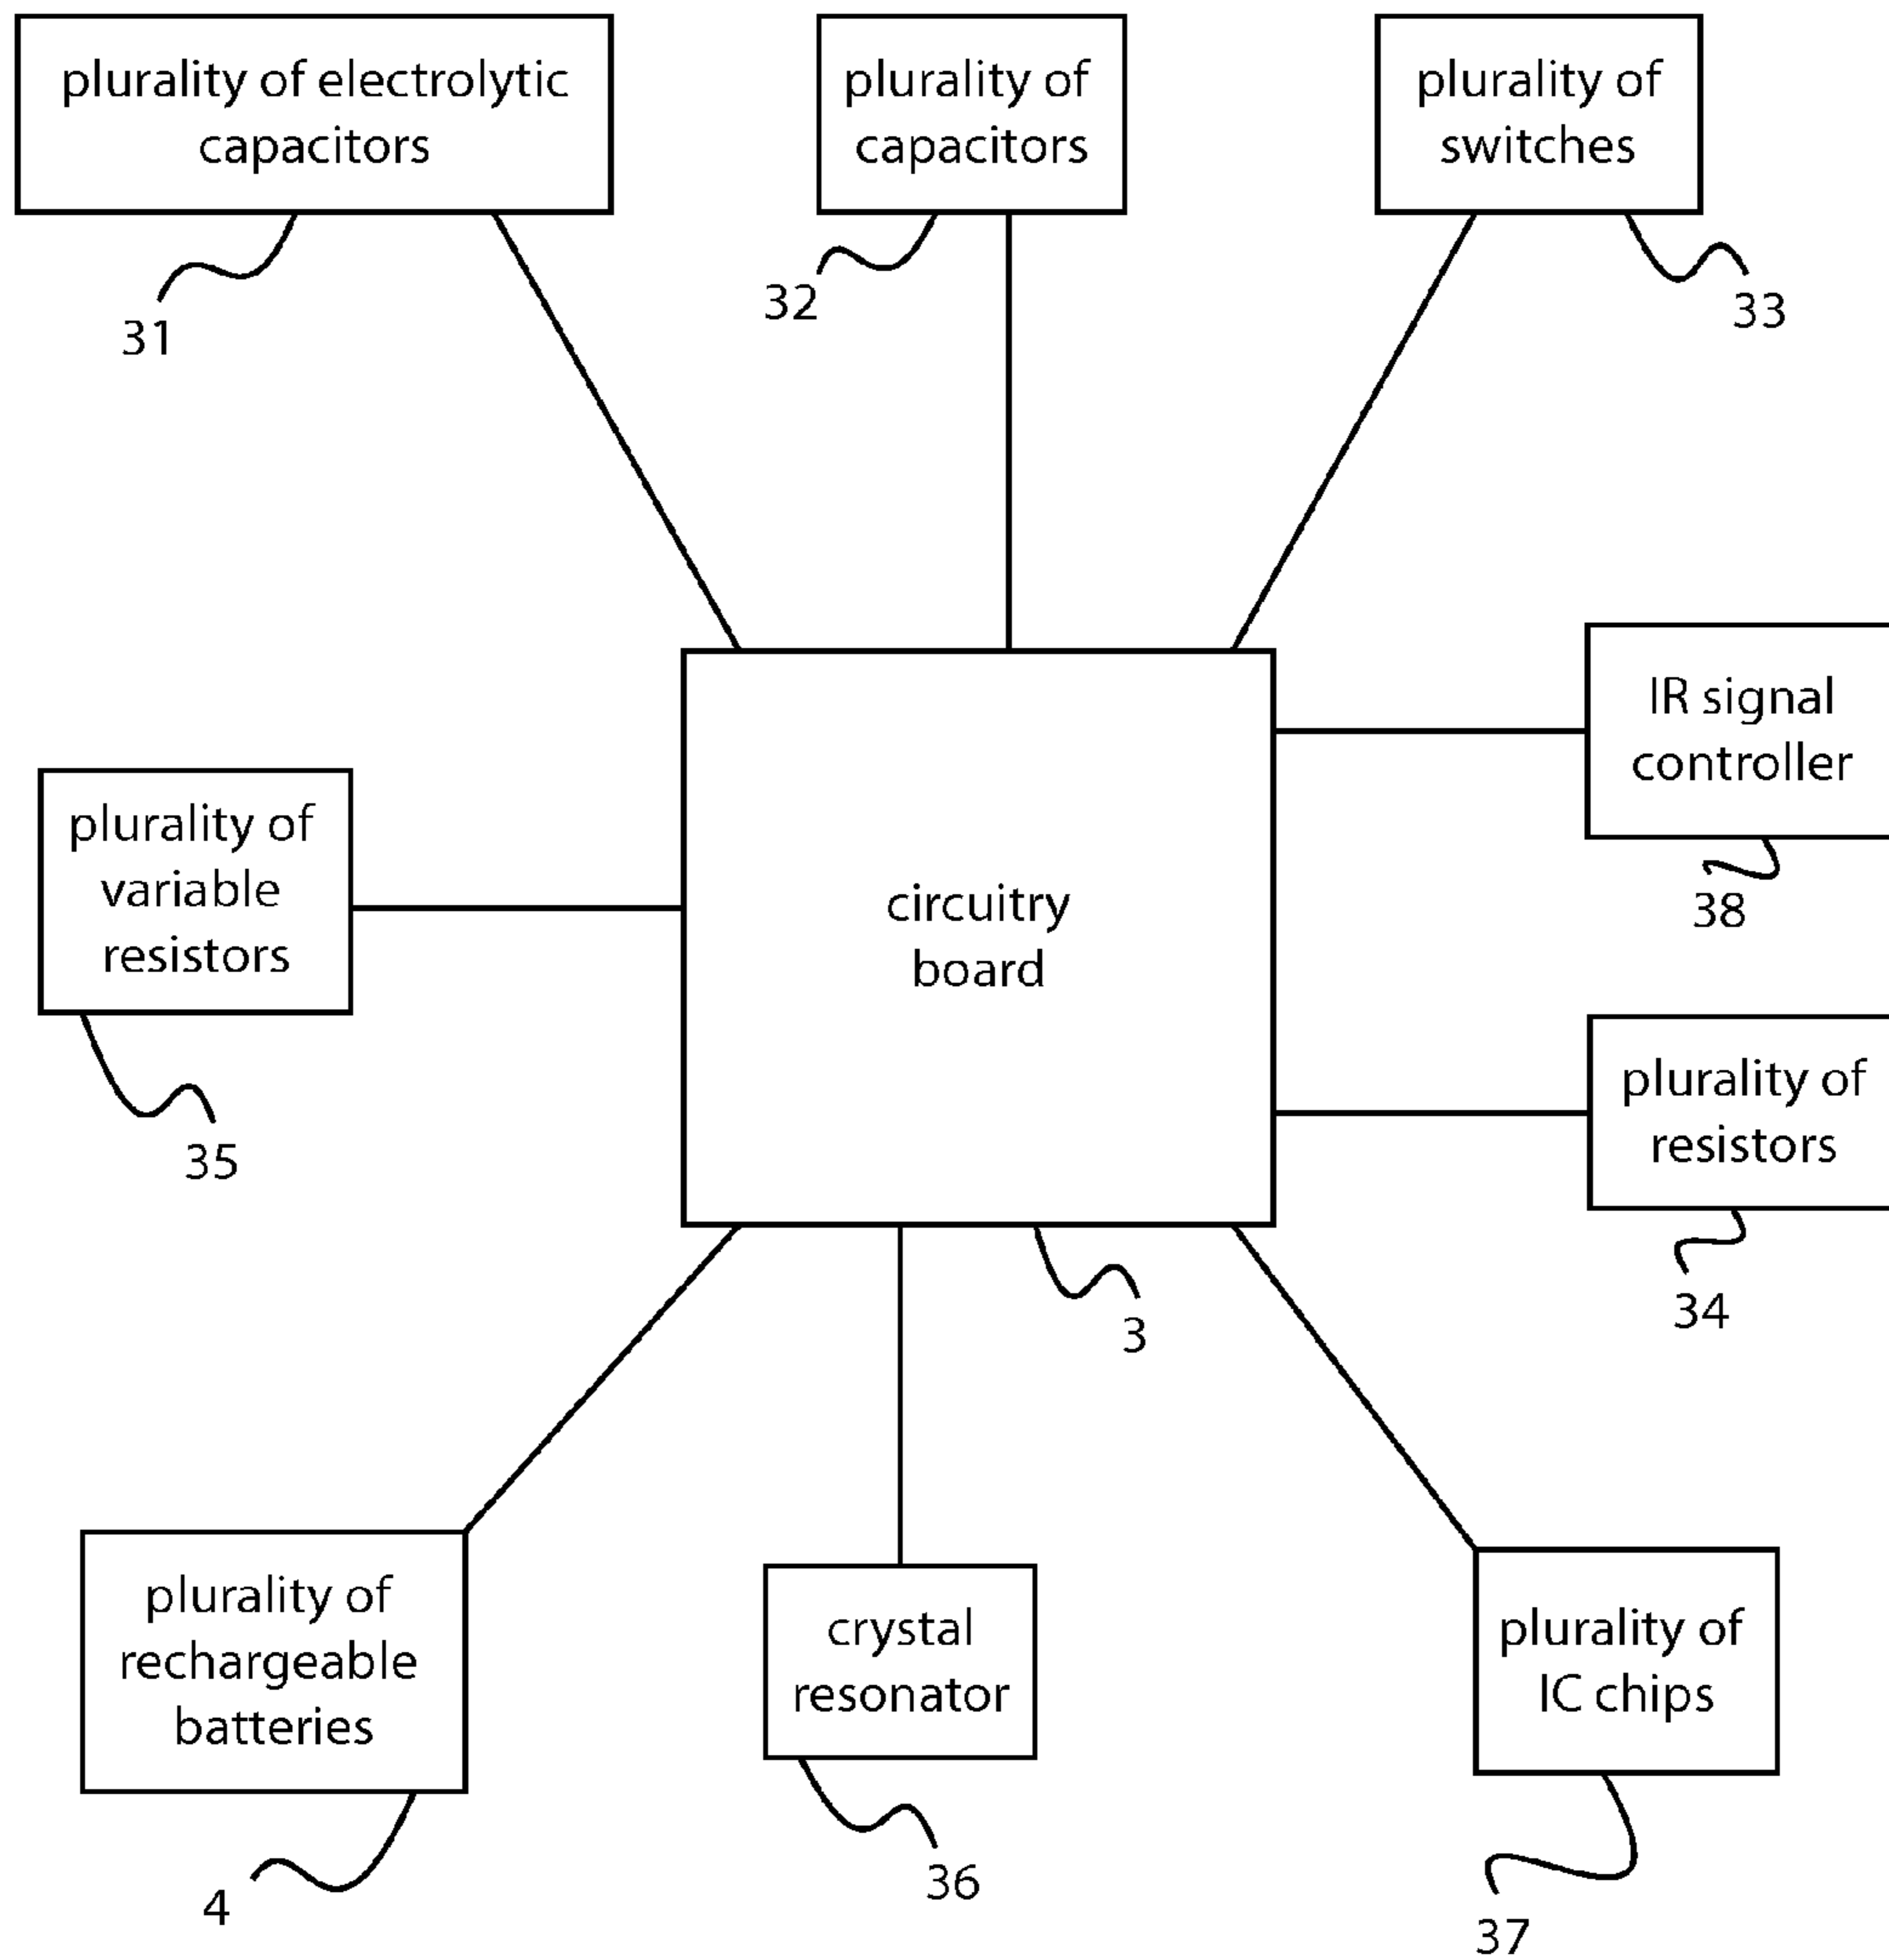 plurality of electrolytic
capacitors
31
plurality of
capacitors
32
plurality of
switches
33
IR signal
controller
38
plurality of
variable
resistors
35
circuitry
board
3
plurality of
resistors
34
plurality of
rechargeable
batteries
4
crystal
resonator
36
plurality of
IC chips
37